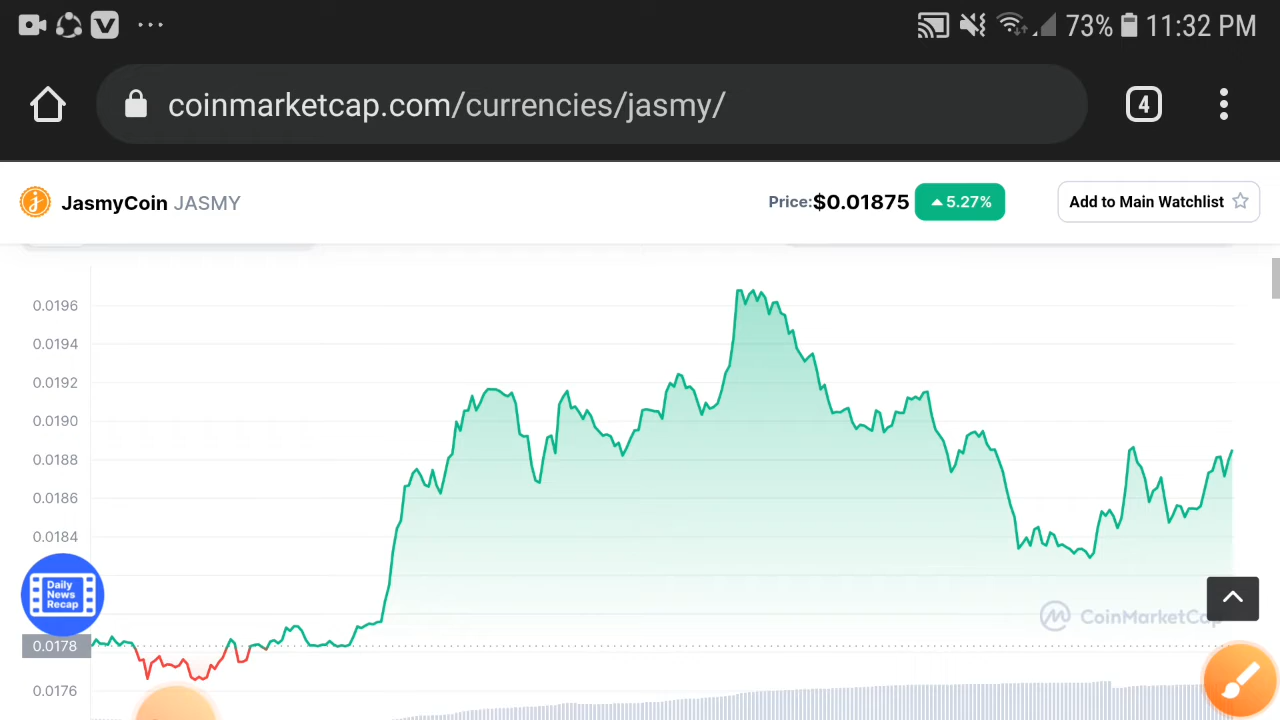 73% 11:32 PM
coinmarketcap.com/currencies/jasmy/
4
JasmyCoin JASMY
Price:$0.01875 5.27%
Add to Main Watchlist
0.0196
0.0194
0.0192
0.0190
0.0188
0.0186
0.0184
Daily
News
Recap
CoinMarketCap
0.0178
0.0176